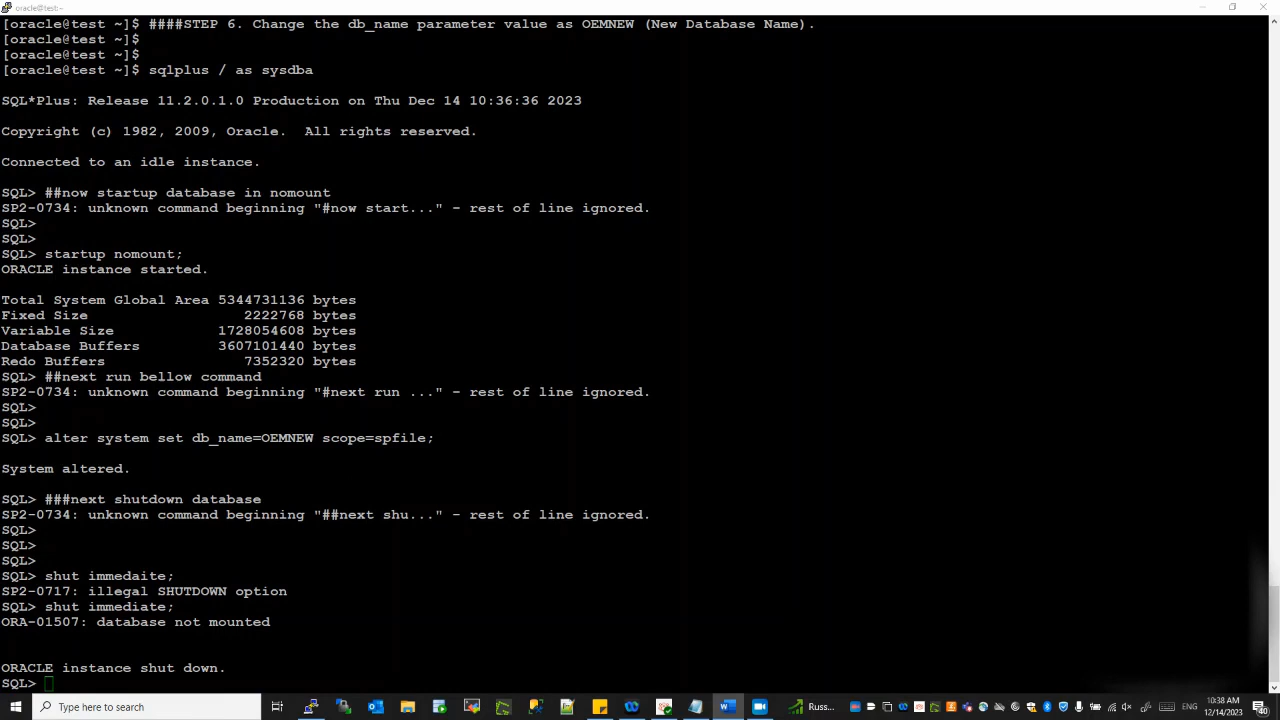 oracle@test:~
[oracle@test ~]$ ####STEP 6. Change the db_name parameter value as OEMNEW (New Database Name).
[oracle@test ~]$
[oracle@test ~]$
[oracle@test ~]$ sqlplus / as sysdba
SQL*Plus: Release 11.2.0.1.0 Production on Thu Dec 14 10:36:36 2023
Copyright (c) 1982, 2009, Oracle.  All rights reserved.
Connected to an idle instance.
SQL> ##now startup database in nomount
SP2-0734: unknown command beginning "#now start..." - rest of line ignored.
SQL>
SQL>
SQL> startup nomount;
ORACLE instance started.
Total System Global Area 5344731136 bytes
Fixed Size                  2222768 bytes
Variable Size            1728054608 bytes
Database Buffers         3607101440 bytes
Redo Buffers                7352320 bytes
SQL> ##next run bellow command
SP2-0734: unknown command beginning "#next run ..." - rest of line ignored.
SQL>
SQL>
SQL> alter system set db_name=OEMNEW scope=spfile;
System altered.
SQL> ###next shutdown database
SP2-0734: unknown command beginning "##next shu..." - rest of line ignored.
SQL>
SQL>
SQL>
SQL> shut immedaite;
SP2-0717: illegal SHUTDOWN option
SQL> shut immediate;
ORA-01507: database not mounted
ORACLE instance shut down.
SQL>
Type here to search
Russ...
ENG
10:38 AM
12/14/2023
40